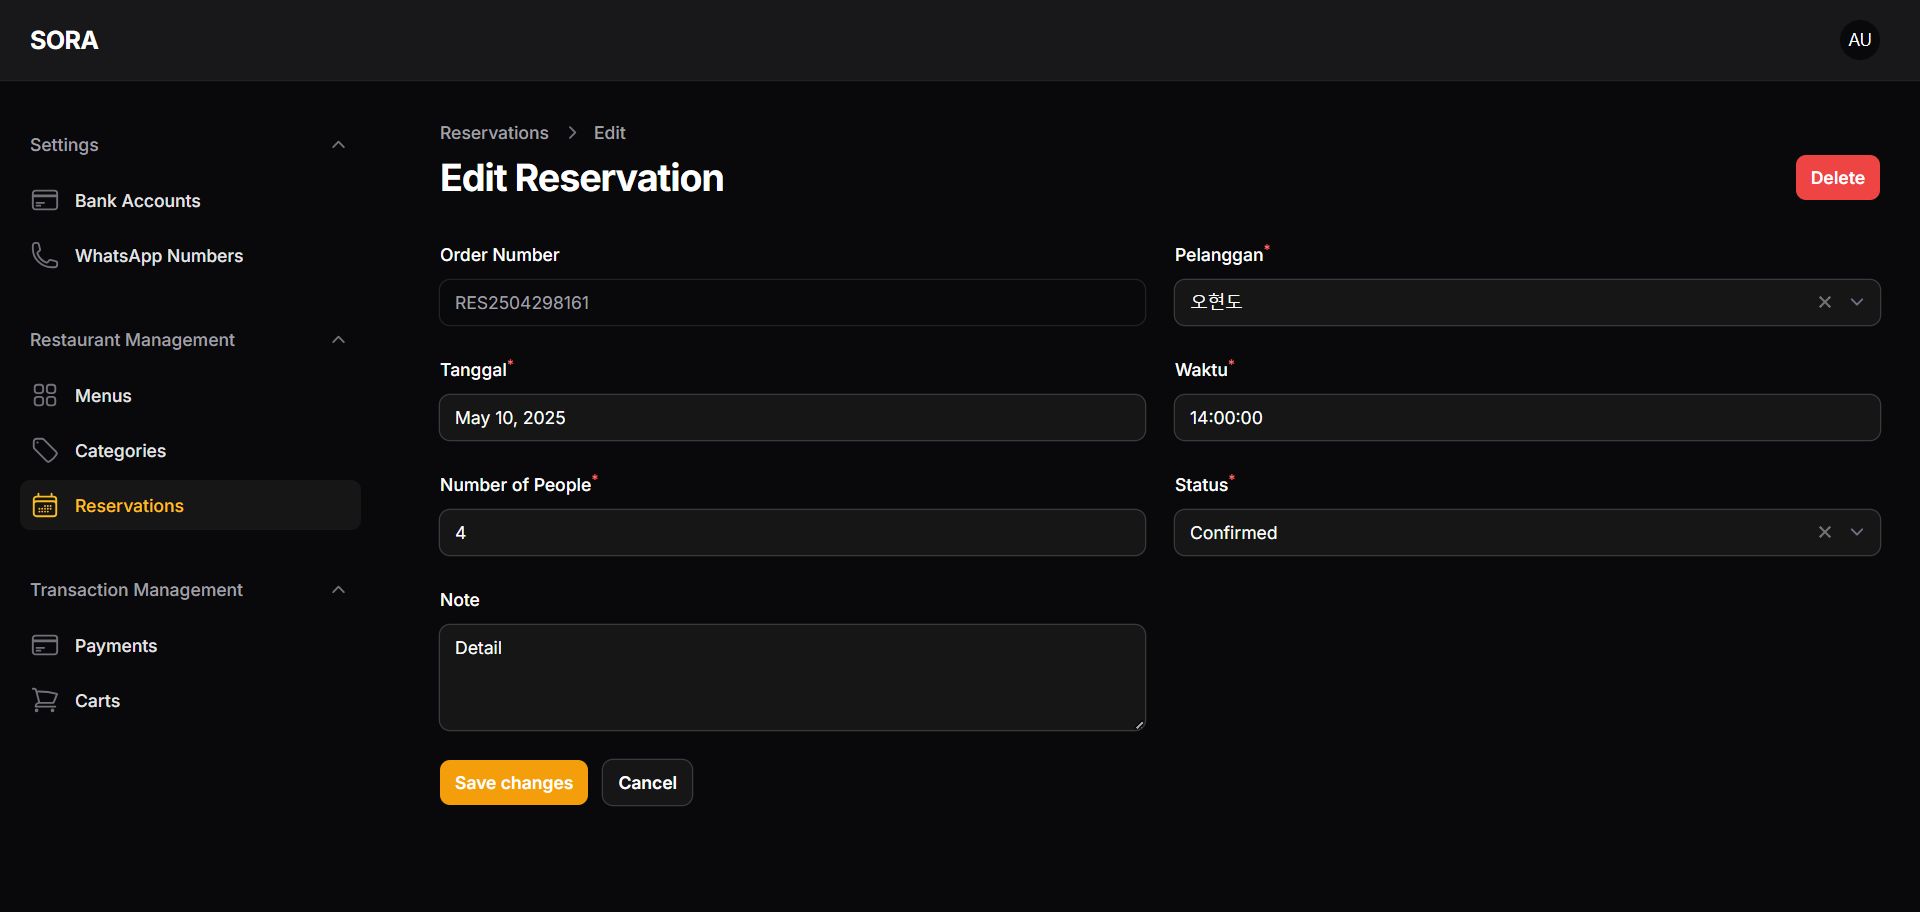 SORA
AU
Settings
Bank Accounts
WhatsApp Numbers
Restaurant Management
Menus
Categories
Reservations
Transaction Management
Payments
Carts
Reservations > Edit
Edit Reservation
Delete
Order Number
RES2504298161
Pelanggan*
오현도
Tanggal*
May 10, 2025
Waktu*
14:00:00
Number of People*
4
Status*
Confirmed
Note
Detail
Save changes
Cancel